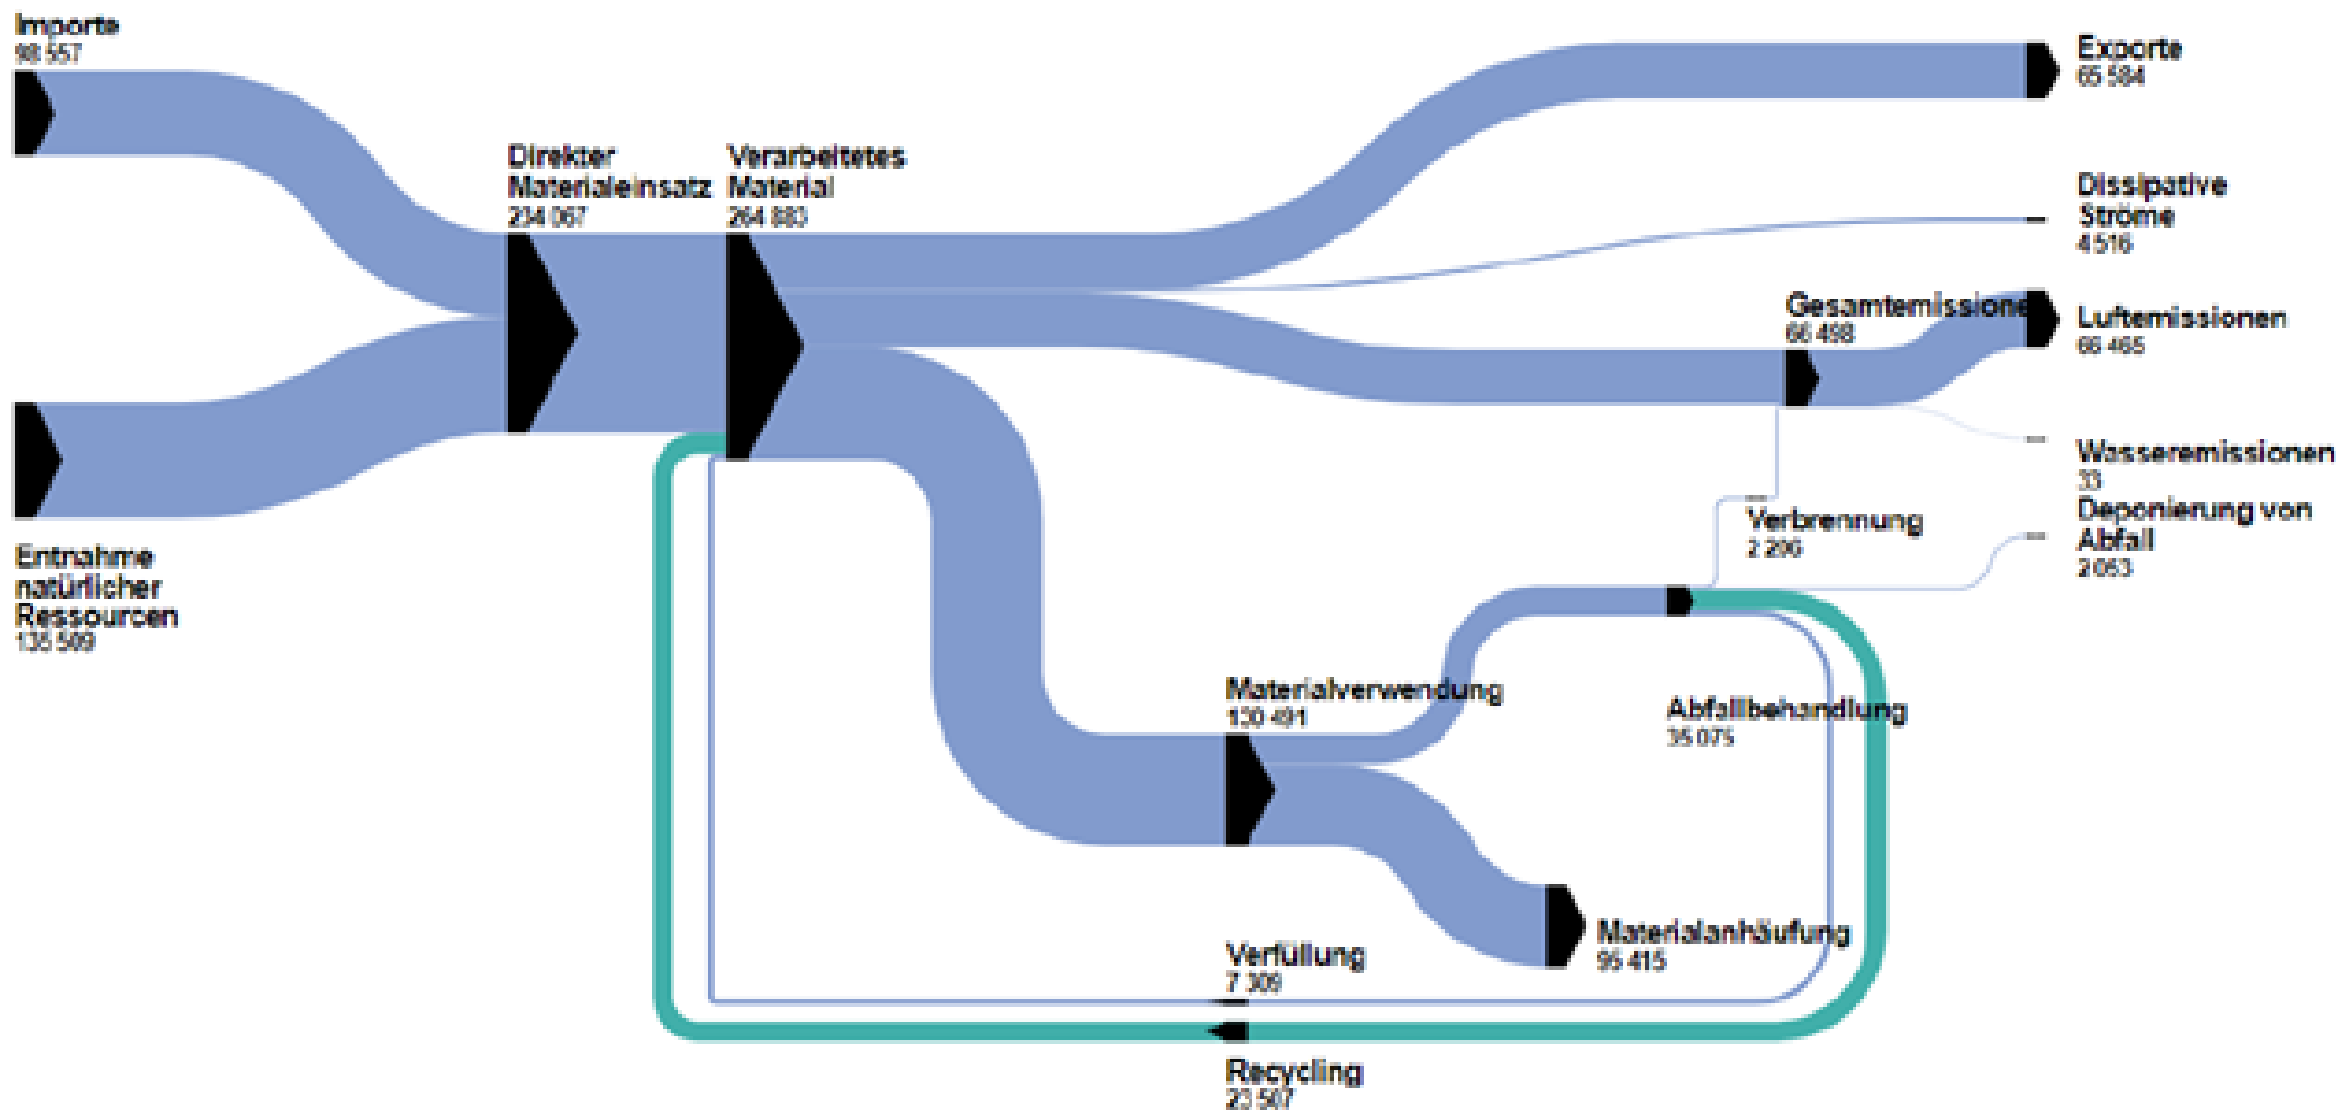 Importe
98 557
Exporte
65 584
Direkter
Materialeinsatz
234 067
Verarbeitetes
Material
264 883
Dissipative
Ströme
4 516
Gesamtemissione
66 498
Luftemissionen
66 465
Wasseremissionen
33
Deponierung von
Abfall
2 053
Verbrennung
2 206
Entnahme
natürlicher
Ressourcen
135 509
Materialverwendung
130 491
Abfallbehandlung
35 075
Materialanhäufung
95 415
Verfüllung
7 309
Recycling
23 507